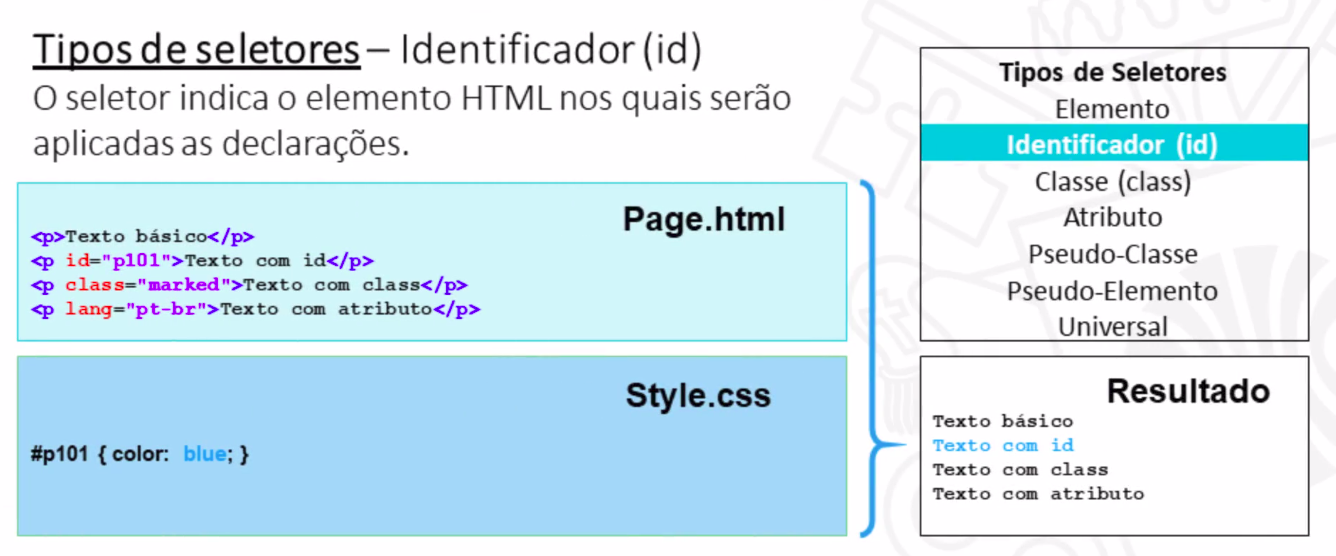 Tipos de seletores – Identificador (id)
O seletor indica o elemento HTML nos quais serão
aplicadas as declarações.
Page.html
<p>Texto básico</p>
<p id="p101">Texto com id</p>
<p class="marked">Texto com class</p>
<p lang="pt-br">Texto com atributo</p>
Style.css
#p101 { color: blue; }
Tipos de Seletores
Elemento
Identificador (id)
Classe (class)
Atributo
Pseudo-Classe
Pseudo-Elemento
Universal
Resultado
Texto básico
Texto com id
Texto com class
Texto com atributo